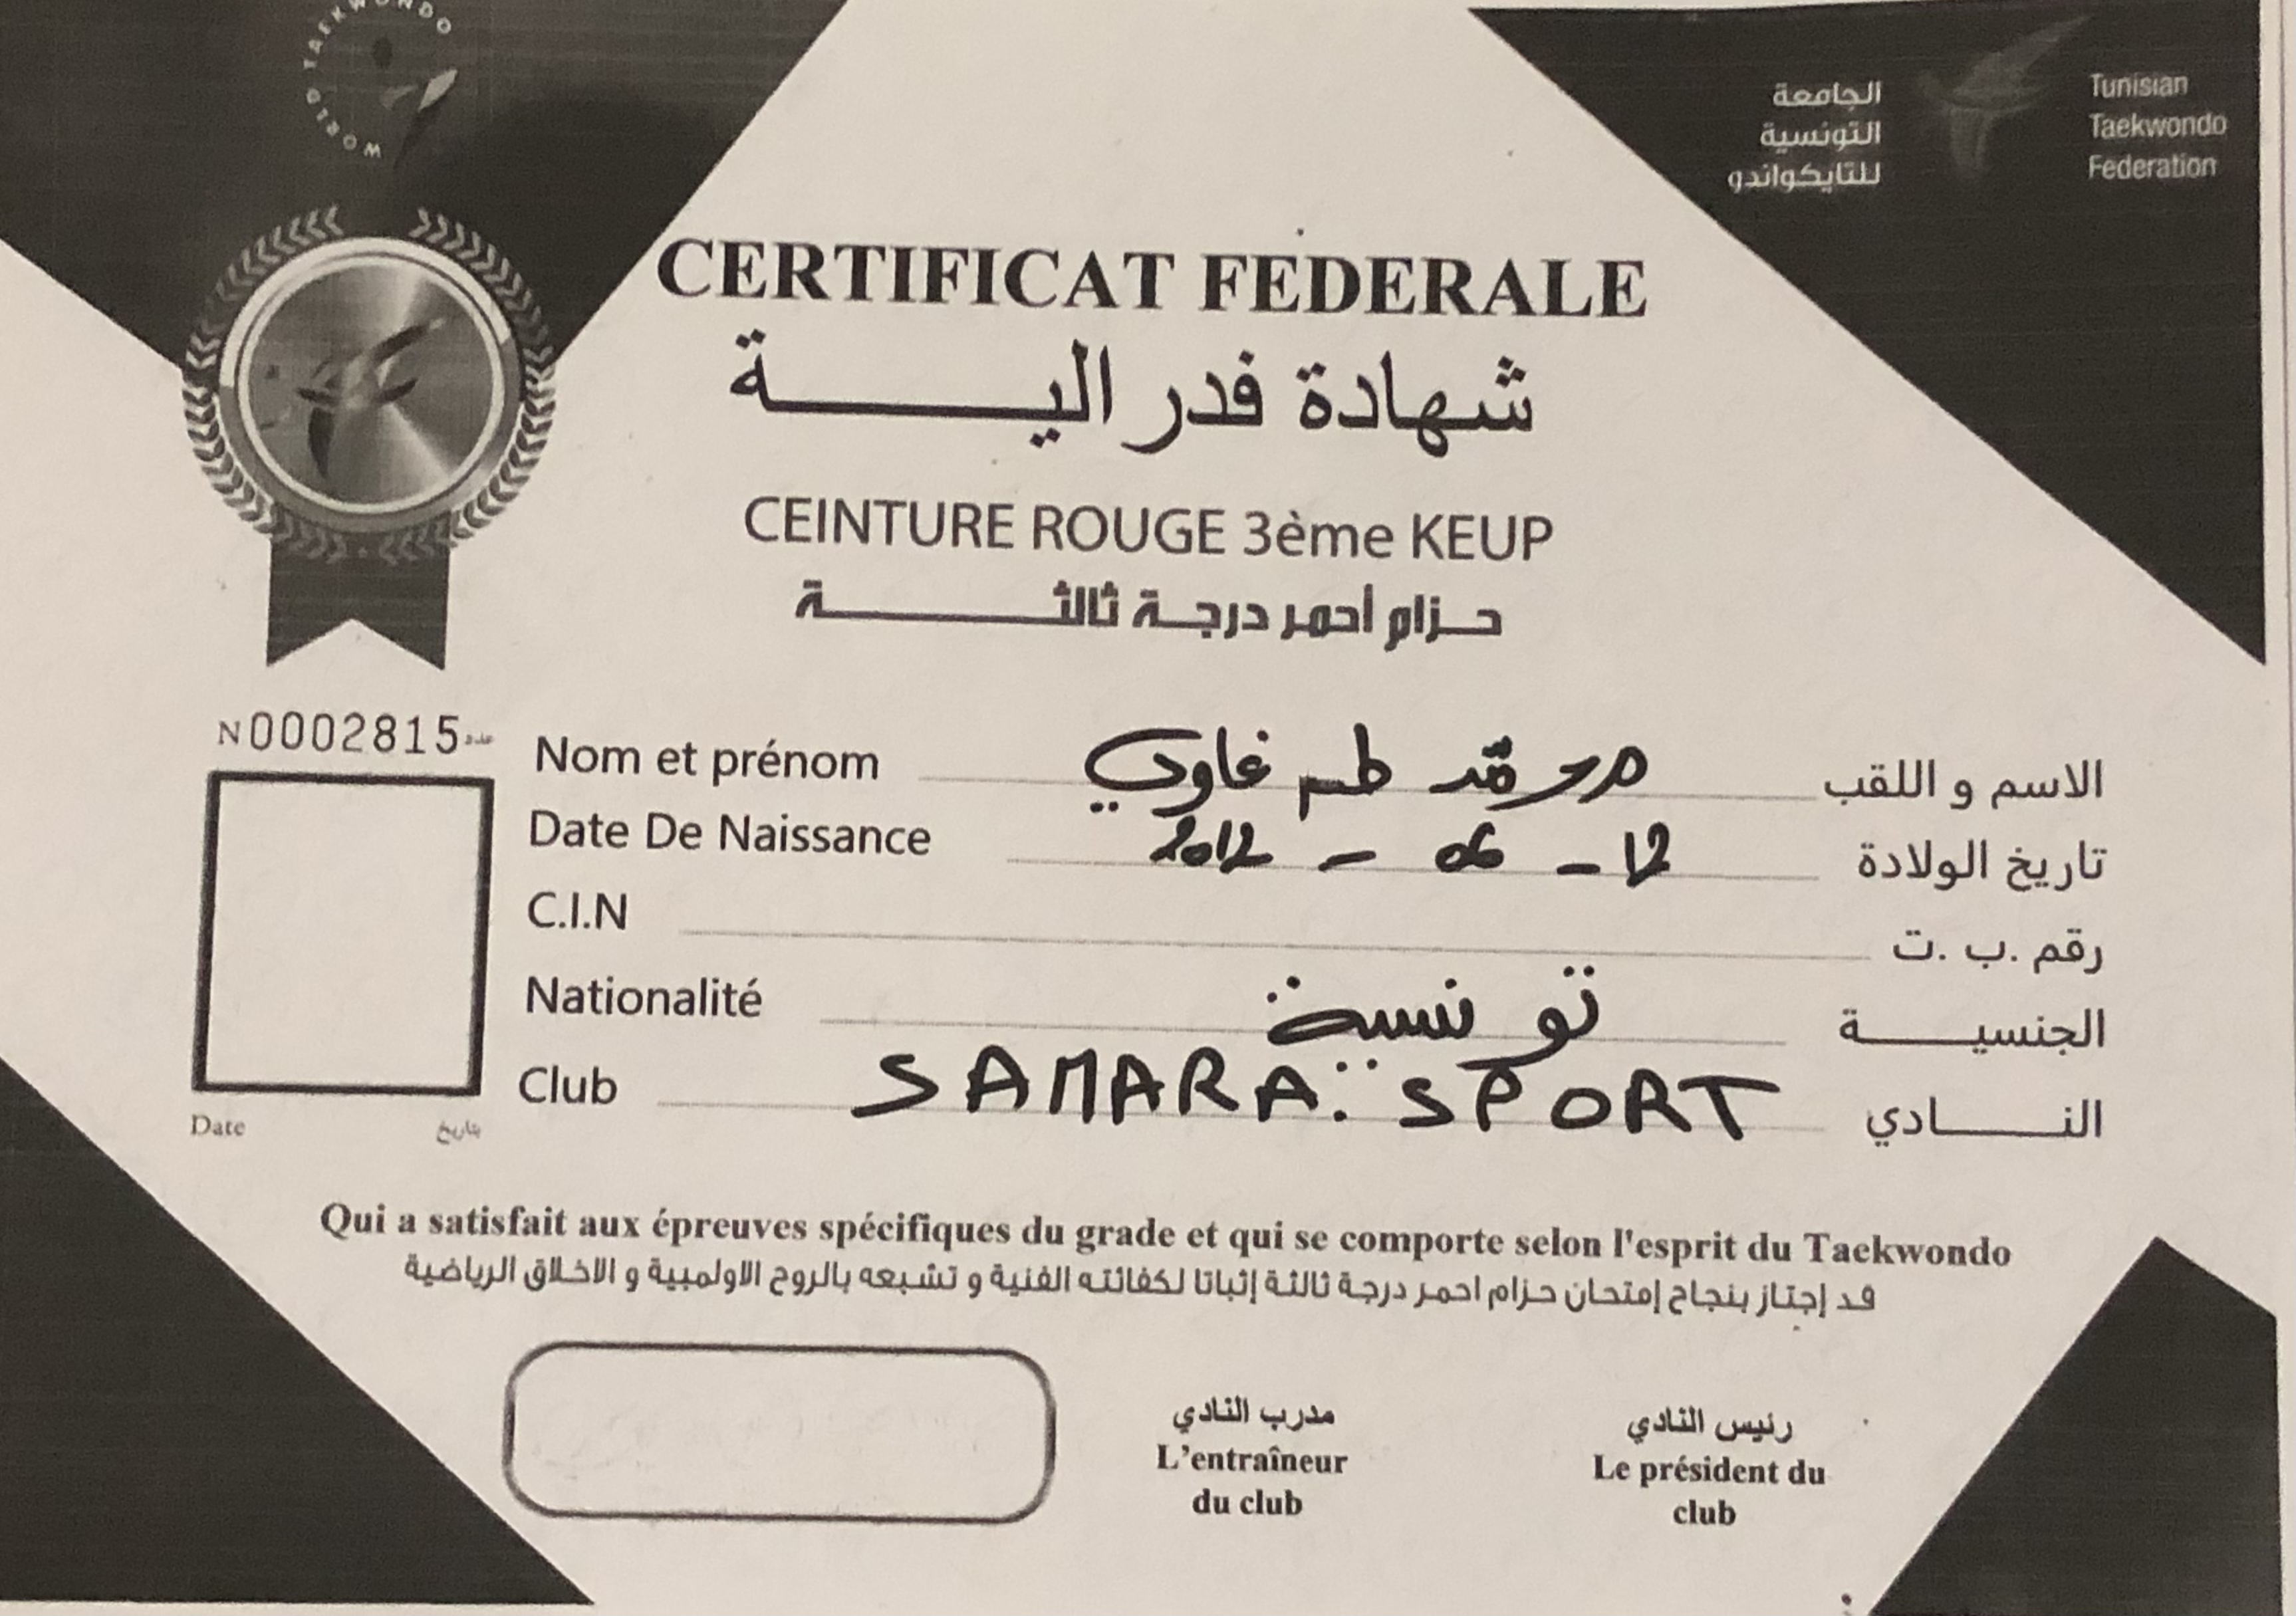 WORLD TAEKWONDO
الجامعة
التونسية
للتايكواندو
Tunisian
Taekwondo
Federation
CERTIFICAT FEDERALE
شهادة فدرالية
CEINTURE ROUGE 3ème KEUP
حزام أحمر درجة ثالثة
N0002815 عدد
Nom et prénom محمد طه غاوي الاسم و اللقب
Date De Naissance 2012 - 06 - 12 تاريخ الولادة
C.I.N رقم .ب .ت
Nationalité تونسية الجنسية
Club SAMARA. SPORT النادي
Date بتاريخ
Qui a satisfait aux épreuves spécifiques du grade et qui se comporte selon l'esprit du Taekwondo
قد إجتاز بنجاح إمتحان حزام احمر درجة ثالثة إثباتا لكفائته الفنية و تشبعه بالروح الاولمبية و الاخلاق الرياضية
مدرب النادي
L'entraîneur
du club
رئيس النادي
Le président du
club